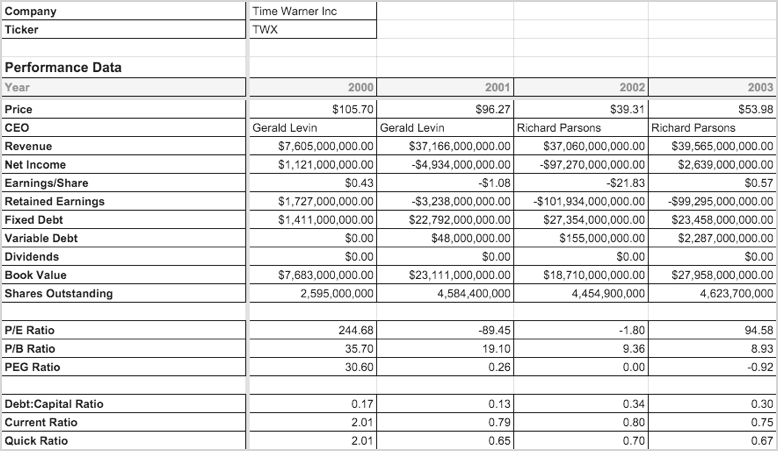 Company Time Warner Inc
Ticker TWX
Performance Data
Year 2000 2001 2002 2003
Price $105.70 $96.27 $39.31 $53.98
CEO Gerald Levin Gerald Levin Richard Parsons Richard Parsons
Revenue $7,605,000,000.00 $37,166,000,000.00 $37,060,000,000.00 $39,565,000,000.00
Net Income $1,121,000,000.00 -$4,934,000,000.00 -$97,270,000,000.00 $2,639,000,000.00
Earnings/Share $0.43 -$1.08 -$21.83 $0.57
Retained Earnings $1,727,000,000.00 -$3,238,000,000.00 -$101,934,000,000.00 -$99,295,000,000.00
Fixed Debt $1,411,000,000.00 $22,792,000,000.00 $27,354,000,000.00 $23,458,000,000.00
Variable Debt $0.00 $48,000,000.00 $155,000,000.00 $2,287,000,000.00
Dividends $0.00 $0.00 $0.00 $0.00
Book Value $7,683,000,000.00 $23,111,000,000.00 $18,710,000,000.00 $27,958,000,000.00
Shares Outstanding 2,595,000,000 4,584,400,000 4,454,900,000 4,623,700,000
P/E Ratio 244.68 -89.45 -1.80 94.58
P/B Ratio 35.70 19.10 9.36 8.93
PEG Ratio 30.60 0.26 0.00 -0.92
Debt:Capital Ratio 0.17 0.13 0.34 0.30
Current Ratio 2.01 0.79 0.80 0.75
Quick Ratio 2.01 0.65 0.70 0.67